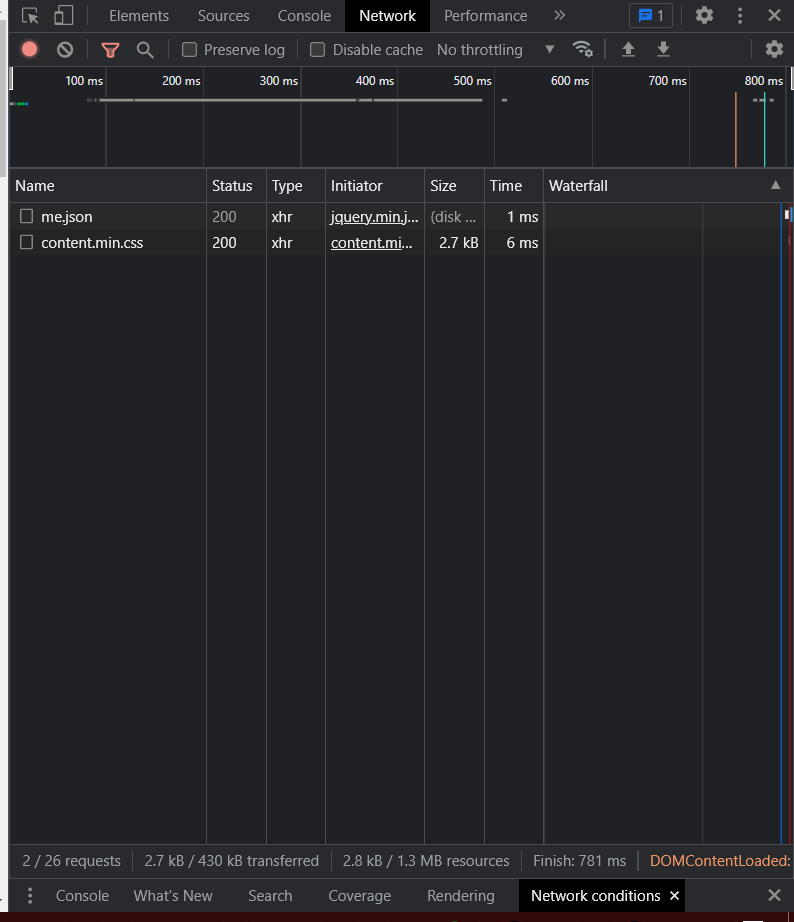 Elements Sources Console Network Performance 1
Preserve log Disable cache No throttling
100 ms 200 ms 300 ms 400 ms 500 ms 600 ms 700 ms 800 ms
Name Status Type Initiator Size Time Waterfall
me.json 200 xhr jquery.min.j... (disk ... 1 ms
content.min.css 200 xhr content.mi... 2.7 kB 6 ms
2 / 26 requests 2.7 kB / 430 kB transferred 2.8 kB / 1.3 MB resources Finish: 781 ms DOMContentLoaded:
Console What's New Search Coverage Rendering Network conditions